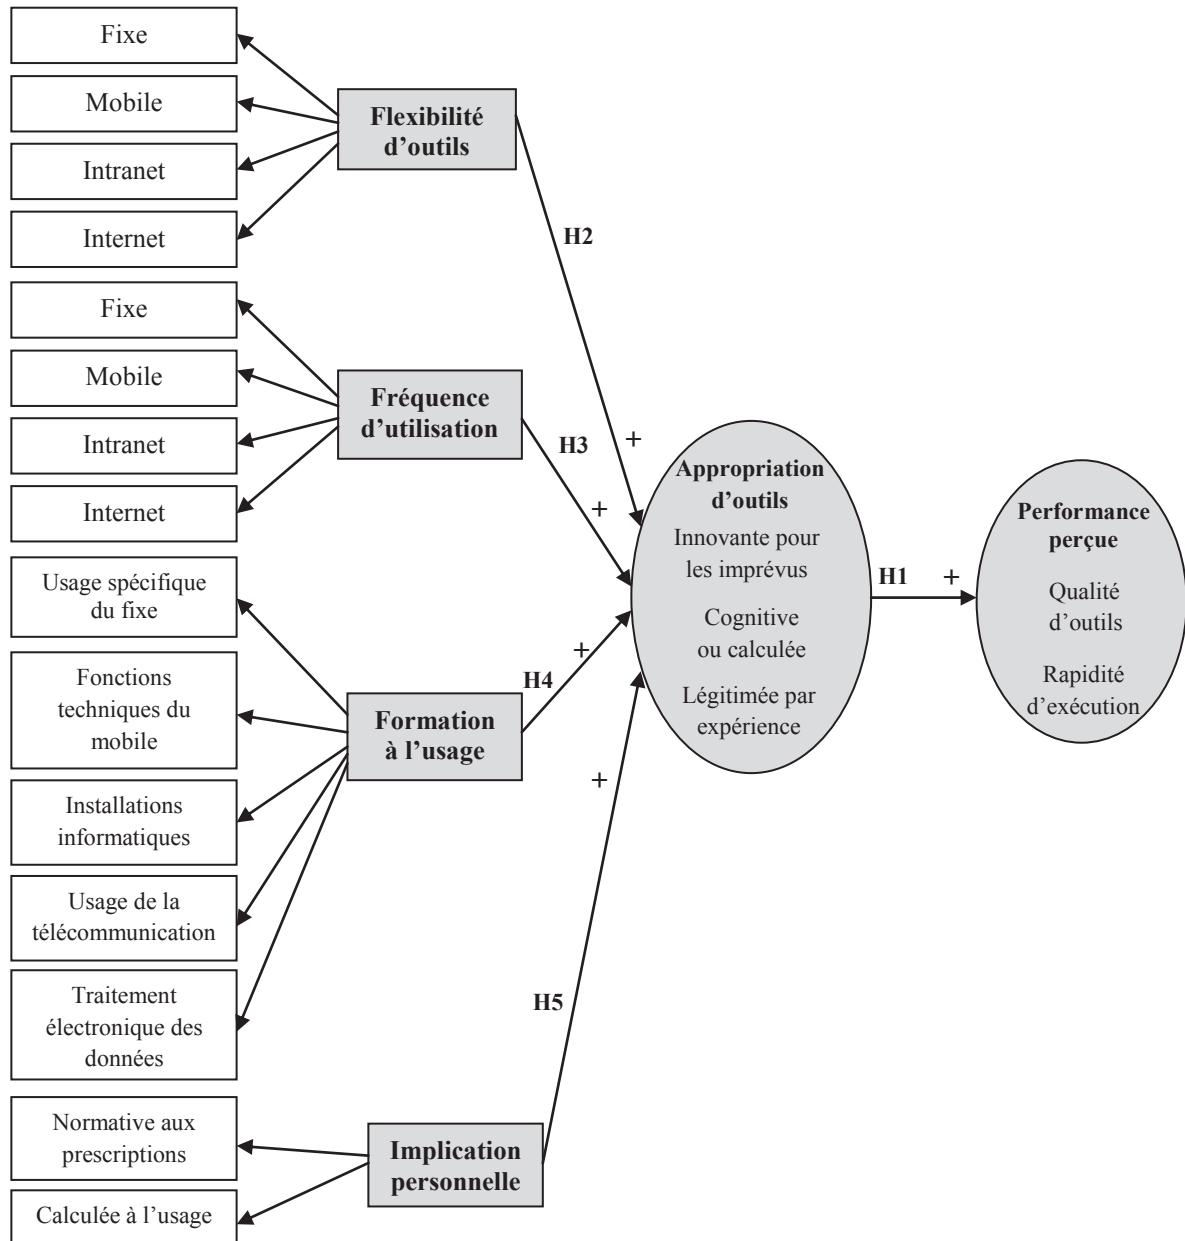 Fixe
Mobile
Intranet
Internet
Flexibilité
d’outils
H2
+
Fixe
Mobile
Intranet
Internet
Fréquence
d’utilisation
H3
+
Usage spécifique
du fixe
Fonctions
techniques du
mobile
Installations
informatiques
Usage de la
télécommunication
Traitement
électronique des
données
Formation
à l’usage
H4
+
Normative aux
prescriptions
Calculée à l’usage
Implication
personnelle
H5
+
Appropriation
d’outils
Innovante pour
les imprévus
Cognitive
ou calculée
Légitimée par
expérience
H1
+
Performance
perçue
Qualité
d’outils
Rapidité
d’exécution